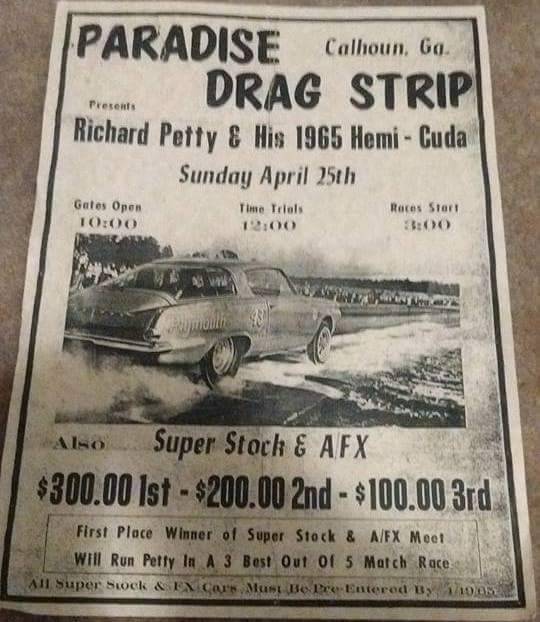 PARADISE Calhoun, Ga.
DRAG STRIP
Presents
Richard Petty & His 1965 Hemi - Cuda
Sunday April 25th
Gates Open Time Trials Races Start
10:00 12:00 3:00
Plymouth 43
Also Super Stock & A/FX
$300.00 1st - $200.00 2nd - $100.00 3rd
First Place Winner of Super Stock & A/FX Meet
Will Run Petty In A 3 Best Out Of 5 Match Race
All Super Stock & FX Cars Must Be Pre-Entered By